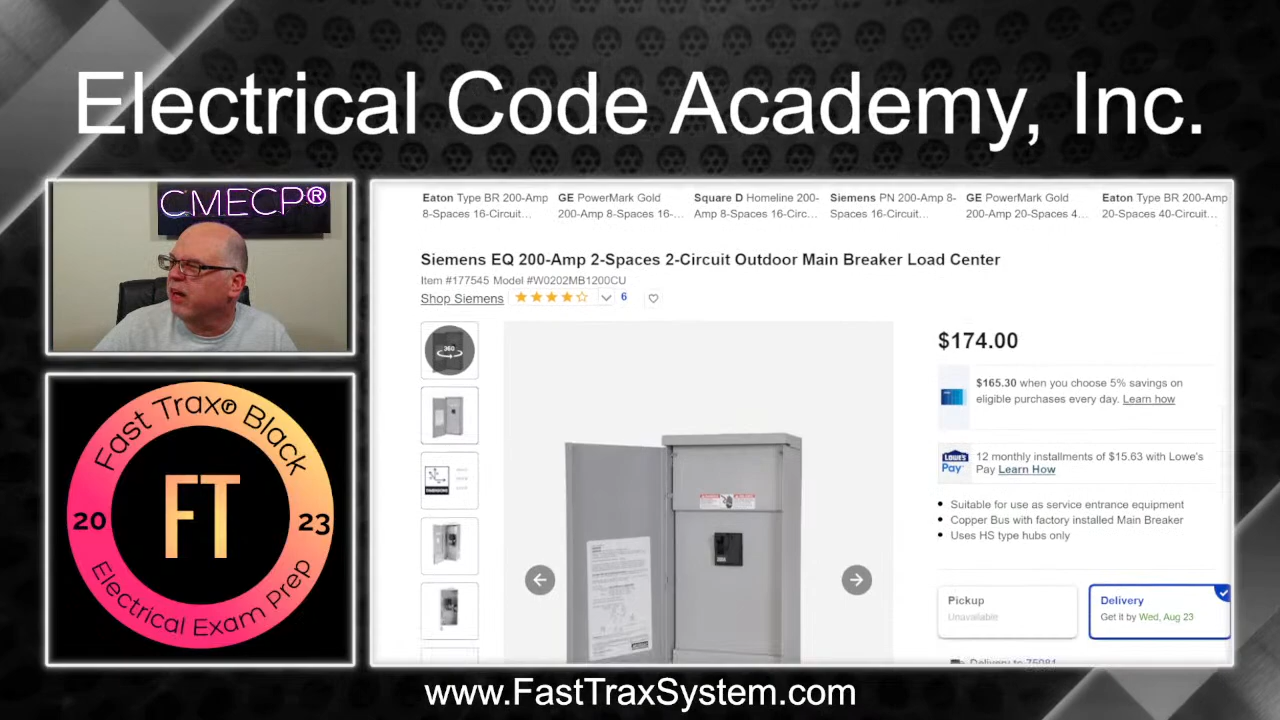 Electrical Code Academy, Inc.
CMECP®
Fast Trax® Black
20 FT 23
Electrical Exam Prep
Eaton Type BR 200-Amp
8-Spaces 16-Circuit...
GE PowerMark Gold
200-Amp 8-Spaces 16-...
Square D Homeline 200-
Amp 8-Spaces 16-Circ...
Siemens PN 200-Amp 8-
Spaces 16-Circuit...
GE PowerMark Gold
200-Amp 20-Spaces 4...
Eaton Type BR 200-Amp
20-Spaces 40-Circuit...
Siemens EQ 200-Amp 2-Spaces 2-Circuit Outdoor Main Breaker Load Center
Item #177545 Model #W0202MB1200CU
Shop Siemens 6
360
DIMENSIONS
$174.00
$165.30 when you choose 5% savings on
eligible purchases every day. Learn how
LOWE'S
Pay
12 monthly installments of $15.63 with Lowe's
Pay Learn How
Suitable for use as service entrance equipment
Copper Bus with factory installed Main Breaker
Uses HS type hubs only
Pickup
Unavailable
Delivery
Get it by Wed, Aug 23
Delivery to 75081
www.FastTraxSystem.com